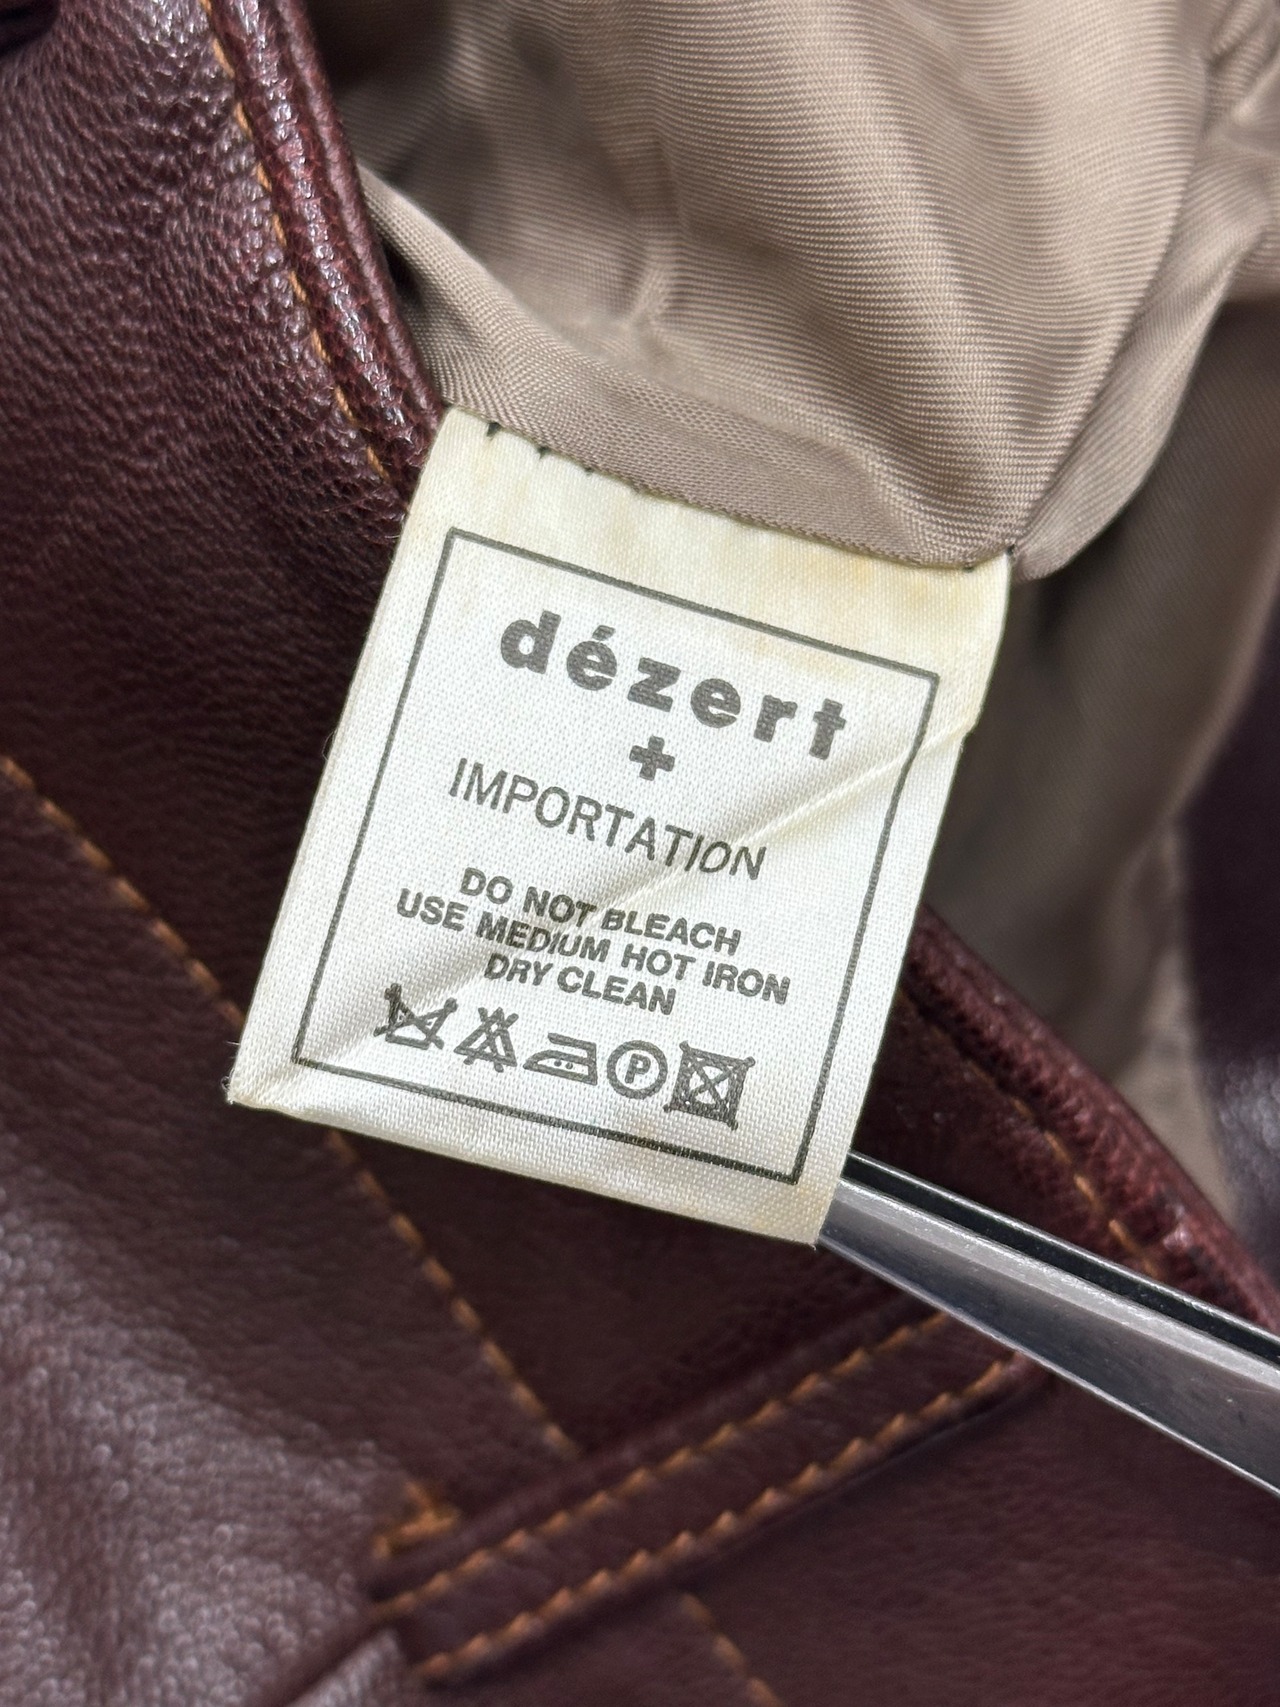 dézert
+
IMPORTATION
DO NOT BLEACH
USE MEDIUM HOT IRON
DRY CLEAN
P